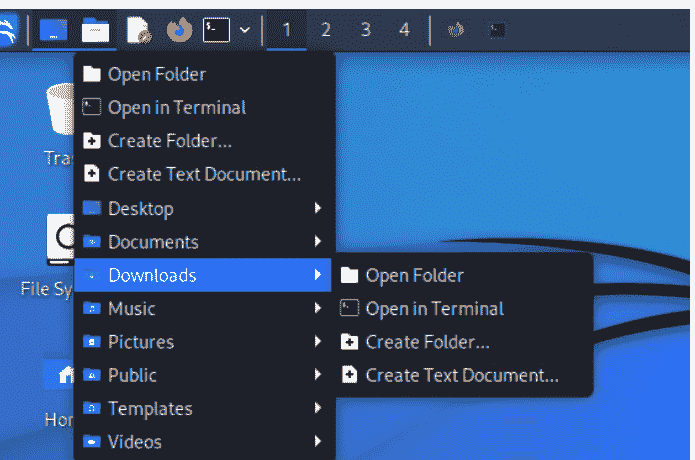 1 2 3 4
Open Folder
Open in Terminal
Create Folder...
Create Text Document...
Desktop
Documents
Downloads
Music
Pictures
Public
Templates
Videos
Open Folder
Open in Terminal
Create Folder...
Create Text Document...
Tra
File Sy
Hor